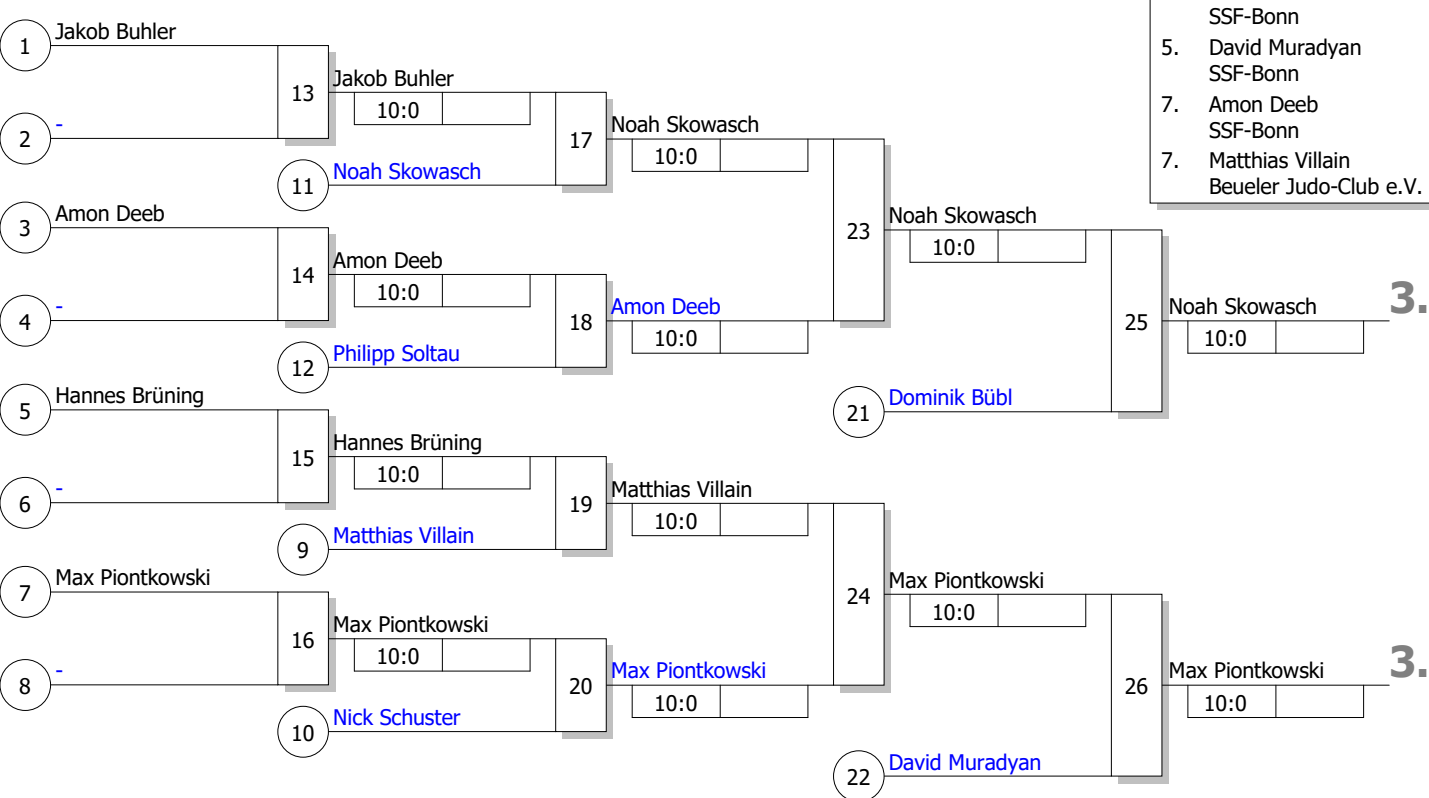 SSF-Bonn
5. David Muradyan
SSF-Bonn
7. Amon Deeb
SSF-Bonn
7. Matthias Villain
Beueler Judo-Club e.V.
1 Jakob Buhler
13 Jakob Buhler
10:0
2 -
17 Noah Skowasch
10:0
11 Noah Skowasch
3 Amon Deeb
23 Noah Skowasch
10:0
14 Amon Deeb
10:0
4 -
18 Amon Deeb
10:0
12 Philipp Soltau
25 Noah Skowasch 3.
10:0
5 Hannes Brüning
21 Dominik Bübl
15 Hannes Brüning
10:0
6 -
19 Matthias Villain
10:0
9 Matthias Villain
7 Max Piontkowski
24 Max Piontkowski
10:0
16 Max Piontkowski
10:0
8 -
20 Max Piontkowski
10:0
26 Max Piontkowski 3.
10:0
10 Nick Schuster
22 David Muradyan